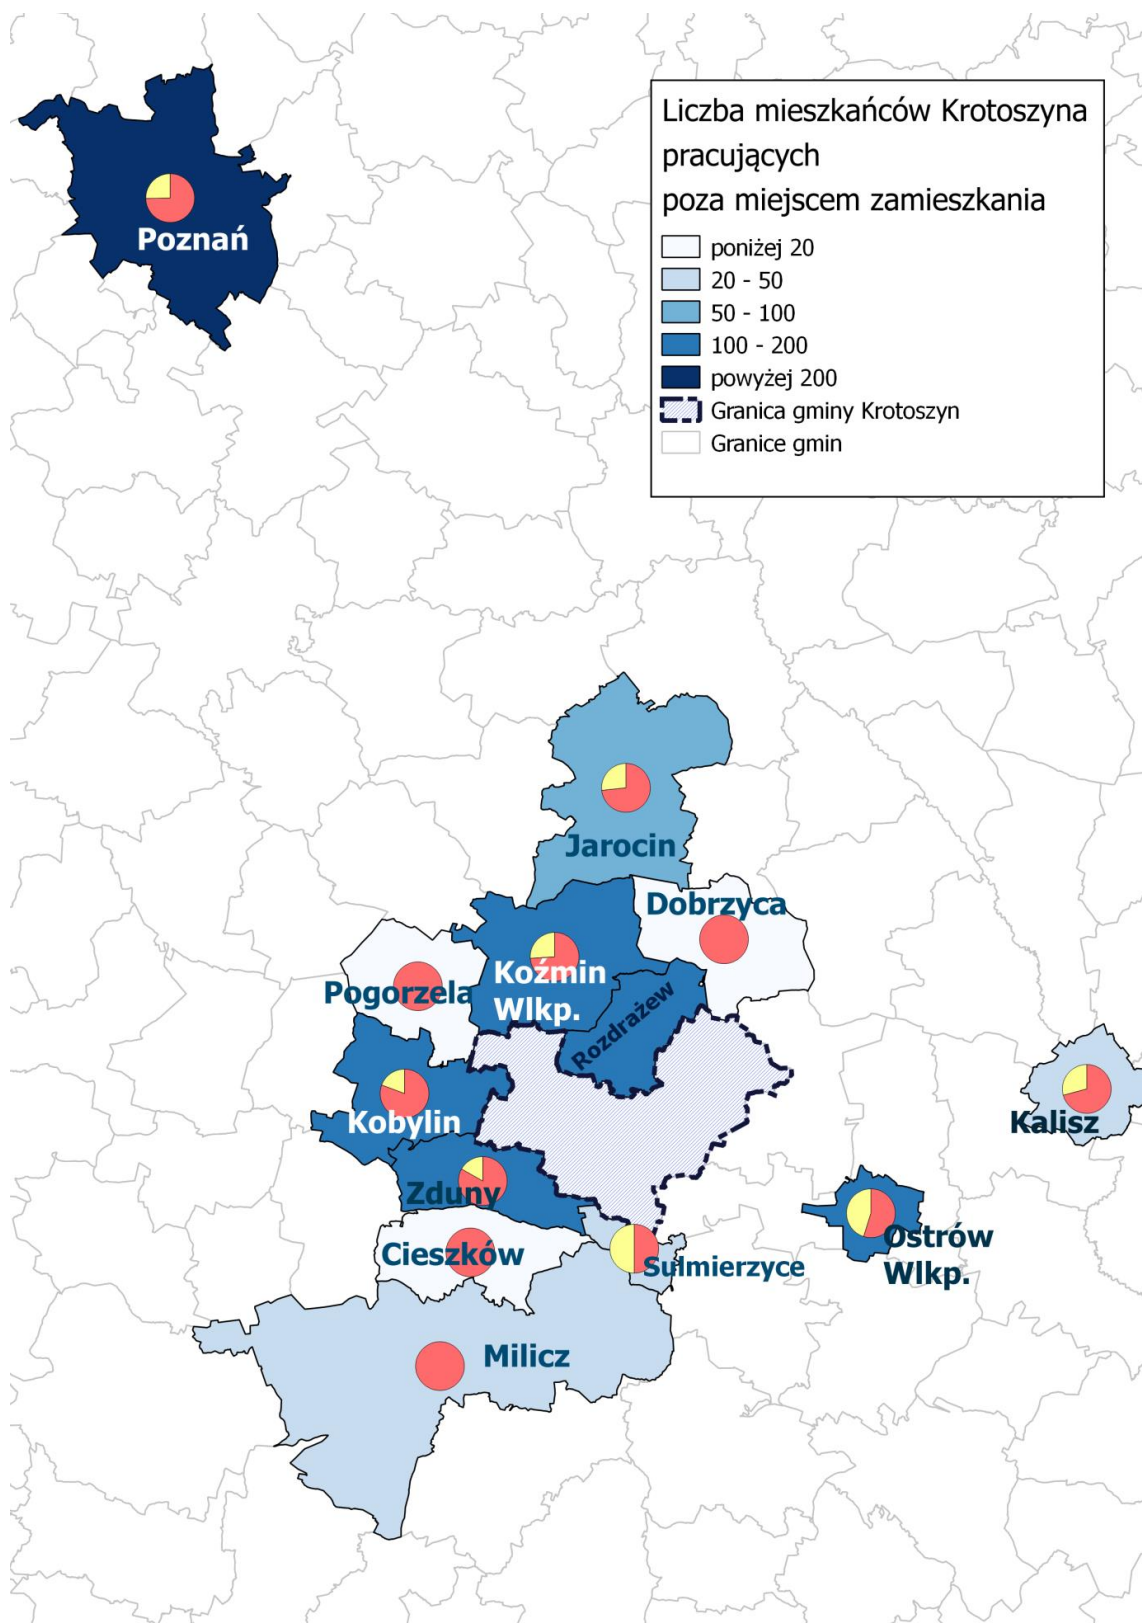 Liczba mieszkańców Krotoszyna
pracujących
poza miejscem zamieszkania
poniżej 20
20 - 50
50 - 100
100 - 200
powyżej 200
Granica gminy Krotoszyn
Granice gmin
Poznań
Jarocin
Dobrzyca
Koźmin
Wlkp.
Pogorzela
Rozdrażew
Kobylin
Kalisz
Zduny
Ostrów
Wlkp.
Cieszków
Sulmierzyce
Milicz